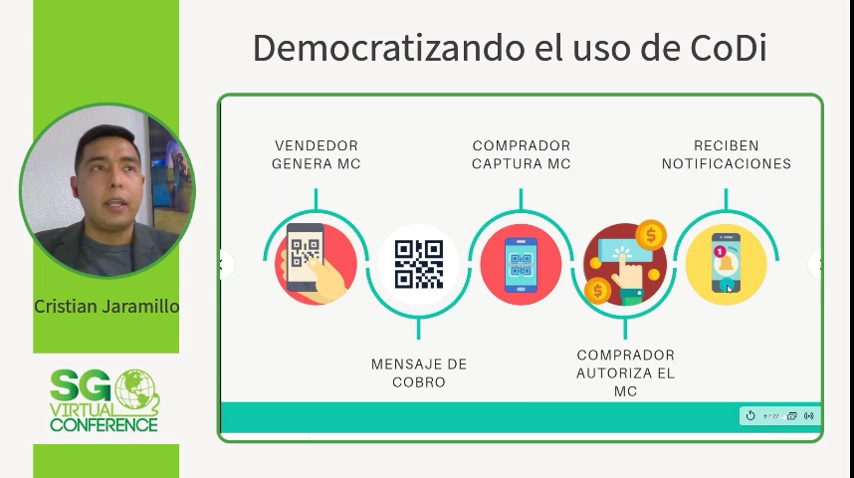 Democratizando el uso de CoDi
VENDEDOR
GENERA MC
COMPRADOR
CAPTURA MC
RECIBEN
NOTIFICACIONES
1
$
$
MENSAJE DE
COBRO
COMPRADOR
AUTORIZA EL
MC
Cristian Jaramillo
SG
VIRTUAL
CONFERENCE